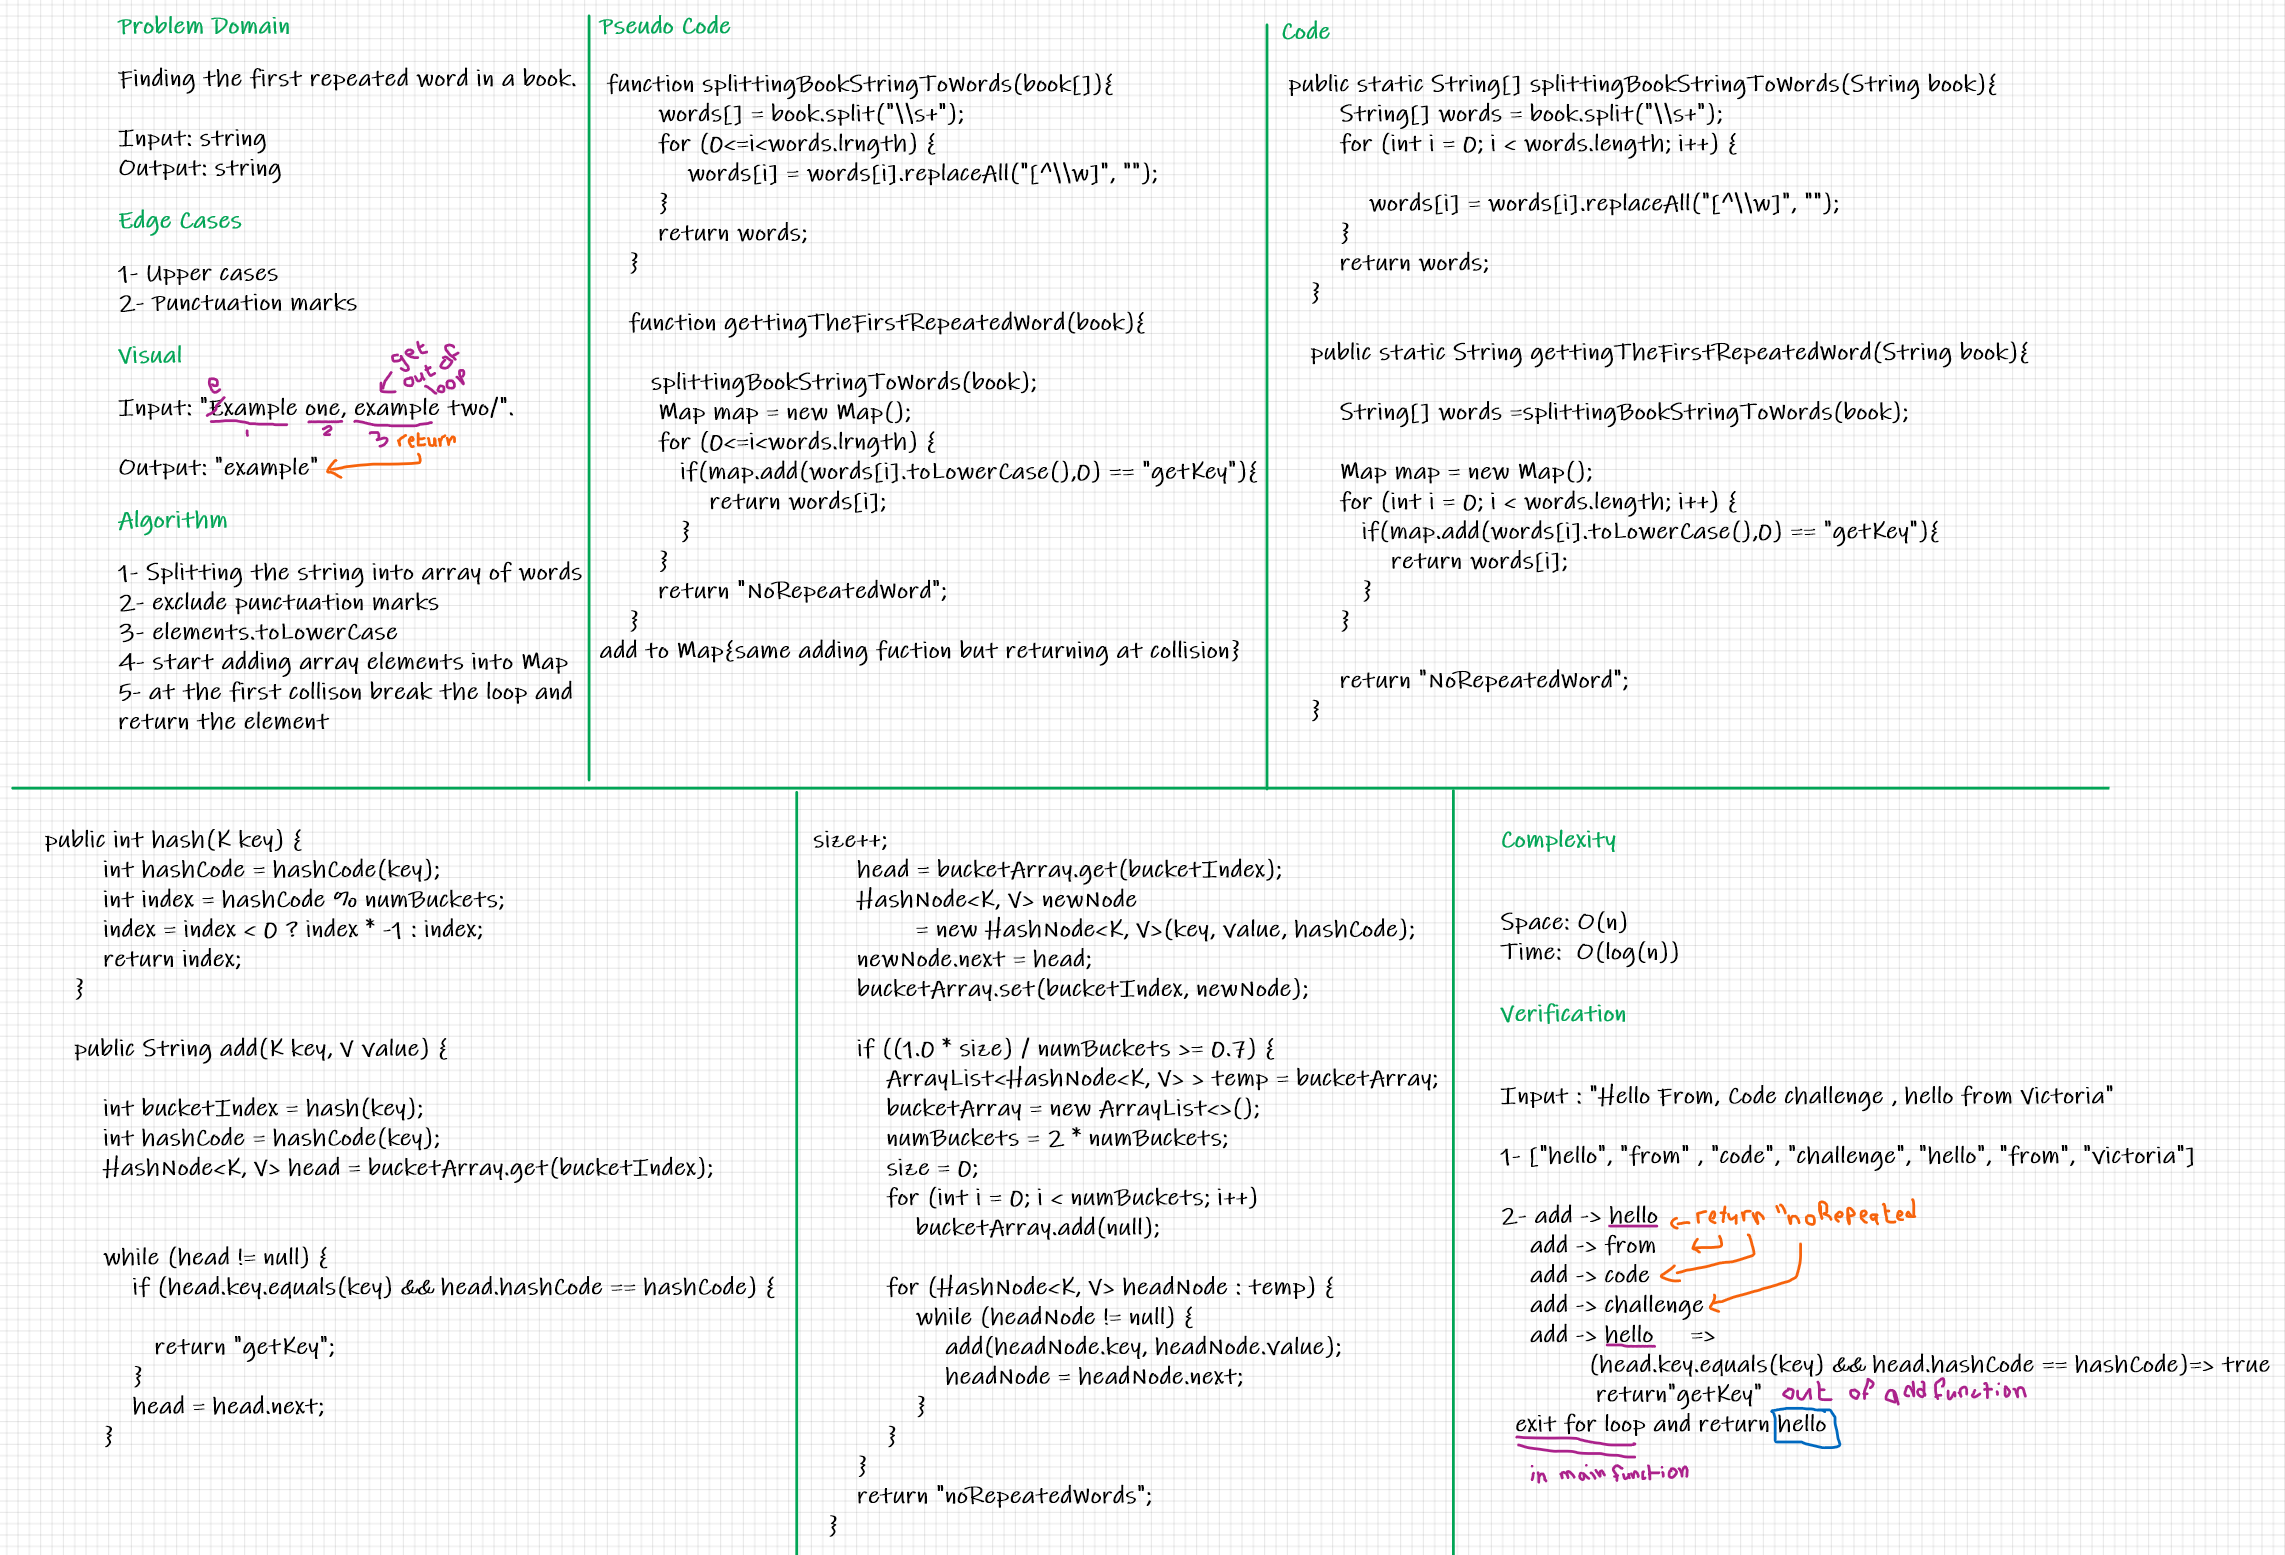 Problem Domain
Finding the first repeated word in a book.
Input: string
Output: string
Edge Cases
1- Upper cases
2- Punctuation marks
Visual
get
out of
loop
e
Input: "Example one, example two/".
1 2 3 return
Output: "example"
Algorithm
1- Splitting the string into array of words
2- exclude punctuation marks
3- elements.toLowerCase
4- start adding array elements into Map
5- at the first collison break the loop and
return the element
Pseudo Code
function splittingBookStringToWords(book[]){
words[] = book.split("\\s+");
for (0<=i<words.lrngth) {
words[i] = words[i].replaceAll("[^\\w]", "");
}
return words;
}
function gettingTheFirstRepeatedWord(book){
splittingBookStringToWords(book);
Map map = new Map();
for (0<=i<words.lrngth) {
if(map.add(words[i].toLowerCase(),0) == "getKey"){
return words[i];
}
}
return "NoRepeatedWord";
}
add to Map{same adding fuction but returning at collision}
Code
public static String[] splittingBookStringToWords(String book){
String[] words = book.split("\\s+");
for (int i = 0; i < words.length; i++) {
words[i] = words[i].replaceAll("[^\\w]", "");
}
return words;
}
public static String gettingTheFirstRepeatedWord(String book){
String[] words =splittingBookStringToWords(book);
Map map = new Map();
for (int i = 0; i < words.length; i++) {
if(map.add(words[i].toLowerCase(),0) == "getKey"){
return words[i];
}
}
return "NoRepeatedWord";
}
public int hash(K key) {
int hashCode = hashCode(key);
int index = hashCode % numBuckets;
index = index < 0 ? index * -1 : index;
return index;
}
public String add(K key, V value) {
int bucketIndex = hash(key);
int hashCode = hashCode(key);
HashNode<K, V> head = bucketArray.get(bucketIndex);
while (head != null) {
if (head.key.equals(key) && head.hashCode == hashCode) {
return "getKey";
}
head = head.next;
}
size++;
head = bucketArray.get(bucketIndex);
HashNode<K, V> newNode
= new HashNode<K, V>(key, value, hashCode);
newNode.next = head;
bucketArray.set(bucketIndex, newNode);
if ((1.0 * size) / numBuckets >= 0.7) {
ArrayList<HashNode<K, V> > temp = bucketArray;
bucketArray = new ArrayList<>();
numBuckets = 2 * numBuckets;
size = 0;
for (int i = 0; i < numBuckets; i++)
bucketArray.add(null);
for (HashNode<K, V> headNode : temp) {
while (headNode != null) {
add(headNode.key, headNode.value);
headNode = headNode.next;
}
}
}
return "noRepeatedWords";
}
Complexity
Space: O(n)
Time: O(log(n))
Verification
Input : "Hello From, Code challenge , hello from Victoria"
1- ["hello", "from" , "code", "challenge", "hello", "from", "victoria"]
2- add -> hello return "noRepeated
add -> from
add -> code
add -> challenge
add -> hello =>
(head.key.equals(key) && head.hashCode == hashCode)=> true
return"getKey" out of add function
exit for loop and return hello
in main function